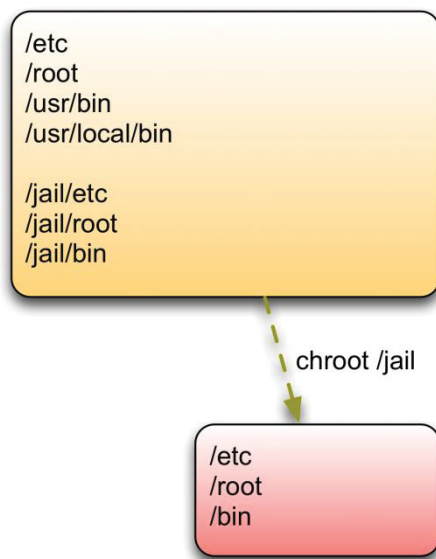 /etc
/root
/usr/bin
/usr/local/bin
/jail/etc
/jail/root
/jail/bin
chroot /jail
/etc
/root
/bin